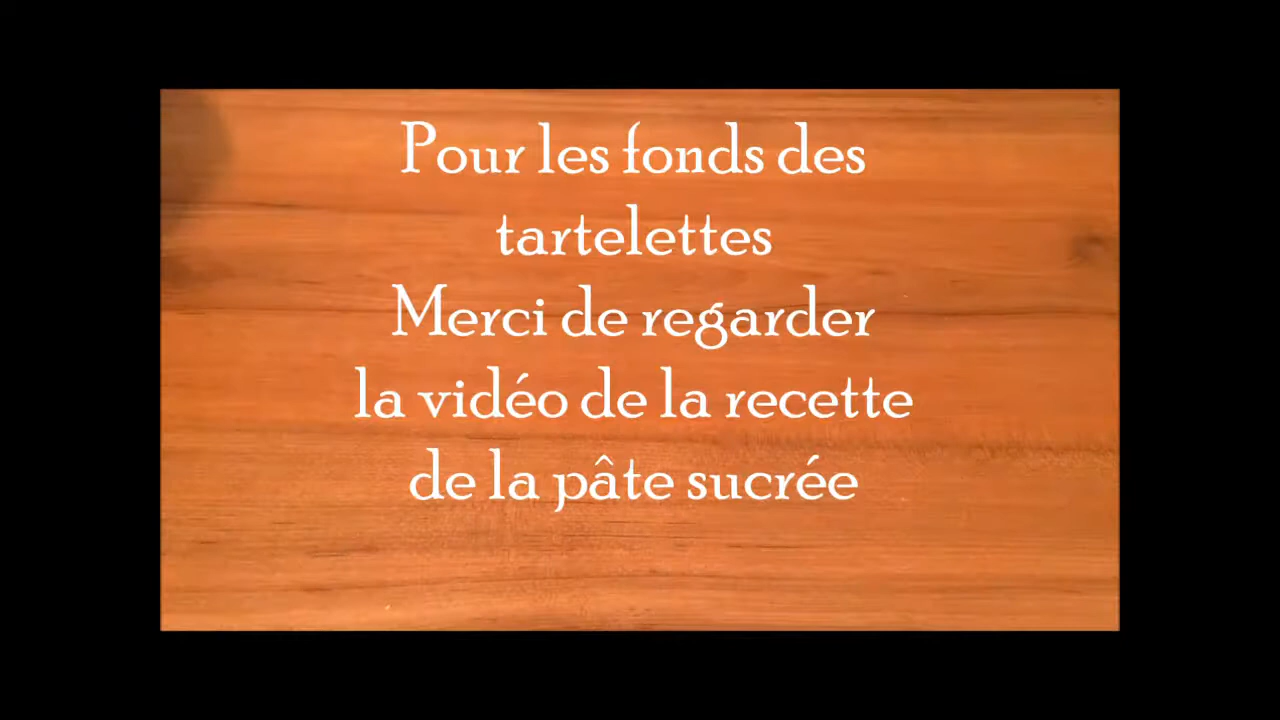 Pour les fonds des
tartelettes
Merci de regarder
la vidéo de la recette
de la pâte sucrée